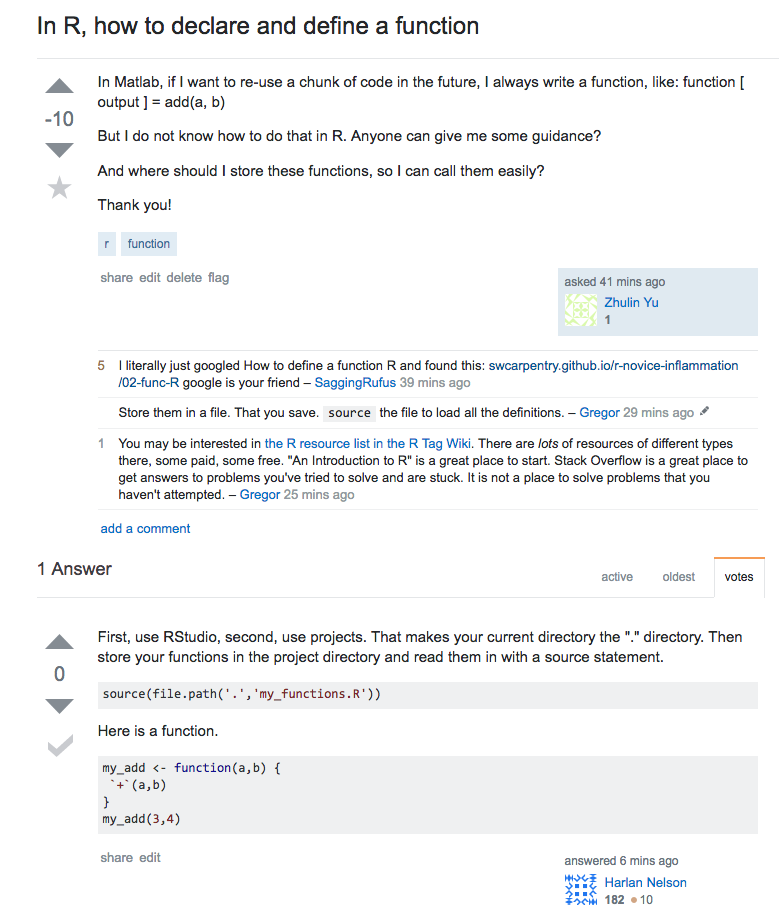 In R, how to declare and define a function
In Matlab, if I want to re-use a chunk of code in the future, I always write a function, like: function [
output ] = add(a, b)
-10
But I do not know how to do that in R. Anyone can give me some guidance?
And where should I store these functions, so I can call them easily?
Thank you!
r function
share edit delete flag
asked 41 mins ago
Zhulin Yu
1
5 I literally just googled How to define a function R and found this: swcarpentry.github.io/r-novice-inflammation
/02-func-R google is your friend – SaggingRufus 39 mins ago
Store them in a file. That you save. source the file to load all the definitions. – Gregor 29 mins ago
1 You may be interested in the R resource list in the R Tag Wiki. There are lots of resources of different types
there, some paid, some free. "An Introduction to R" is a great place to start. Stack Overflow is a great place to
get answers to problems you've tried to solve and are stuck. It is not a place to solve problems that you
haven't attempted. – Gregor 25 mins ago
add a comment
1 Answer
active oldest votes
First, use RStudio, second, use projects. That makes your current directory the "." directory. Then
store your functions in the project directory and read them in with a source statement.
0
source(file.path('.','my_functions.R'))
Here is a function.
my_add <- function(a,b) {
`+`(a,b)
}
my_add(3,4)
share edit
answered 6 mins ago
Harlan Nelson
182 10